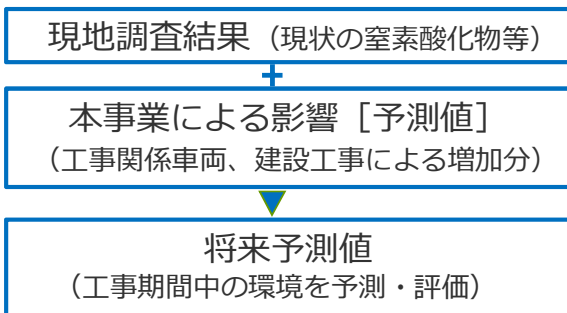 現地調査結果（現状の窒素酸化物等）
+
本事業による影響［予測値］
（工事関係車両、建設工事による増加分）
将来予測値
（工事期間中の環境を予測・評価）